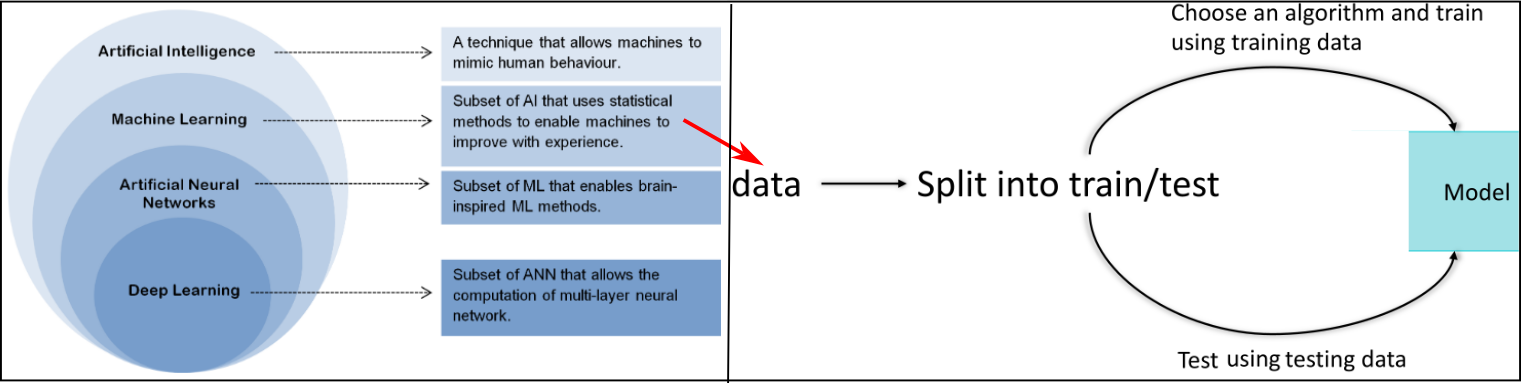 Artificial Intelligence
A technique that allows machines to
mimic human behaviour.
Machine Learning
Subset of AI that uses statistical
methods to enable machines to
improve with experience.
Artificial Neural
Networks
Subset of ML that enables brain-
inspired ML methods.
Deep Learning
Subset of ANN that allows the
computation of multi-layer neural
network.
data
Split into train/test
Choose an algorithm and train
using training data
Model
Test using testing data